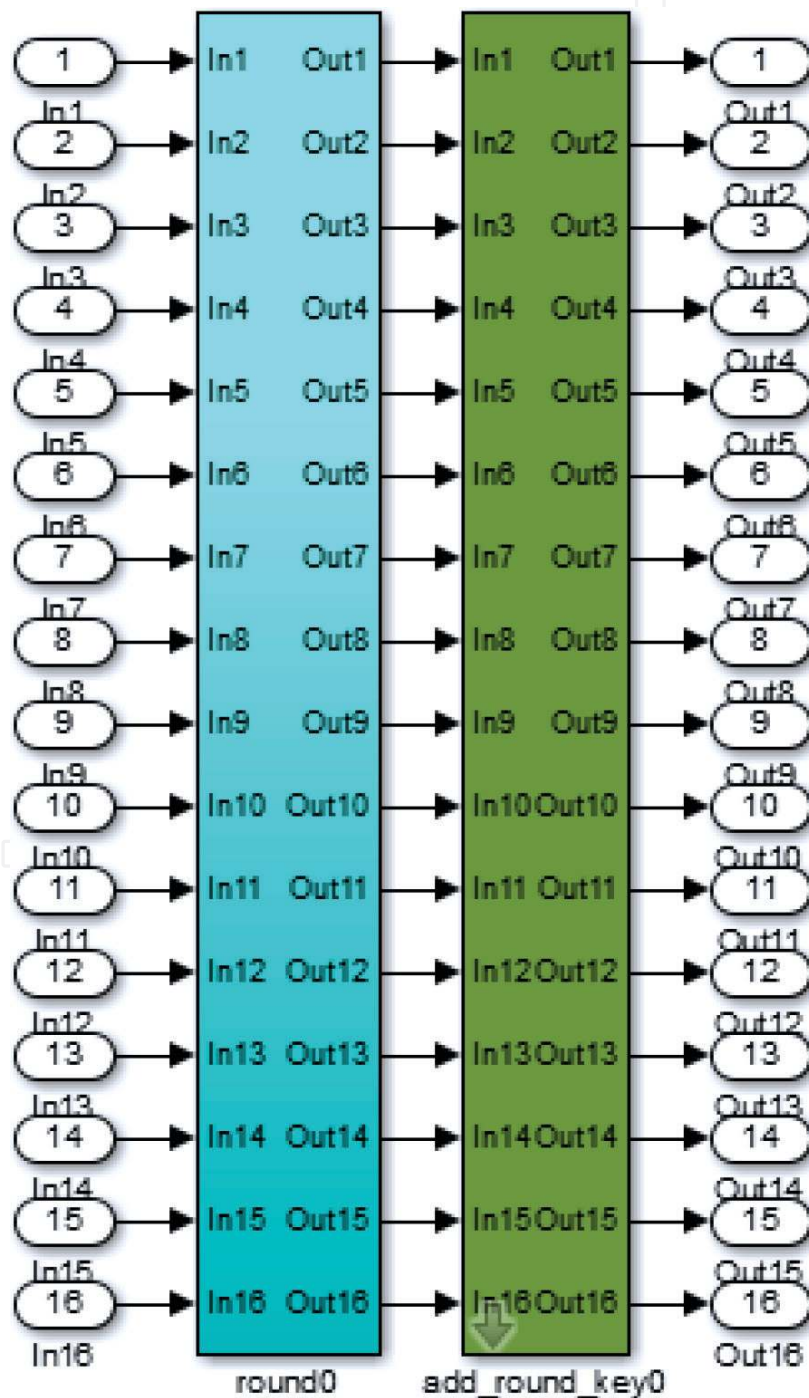 1 In1 Out1 In1 Out1 1
In1 Out1
2 In2 Out2 In2 Out2 2
In2 Out2
3 In3 Out3 In3 Out3 3
In3 Out3
4 In4 Out4 In4 Out4 4
In4 Out4
5 In5 Out5 In5 Out5 5
In5 Out5
6 In6 Out6 In6 Out6 6
In6 Out6
7 In7 Out7 In7 Out7 7
In7 Out7
8 In8 Out8 In8 Out8 8
In8 Out8
9 In9 Out9 In9 Out9 9
In9 Out9
10 In10 Out10 In10 Out10 10
In10 Out10
11 In11 Out11 In11 Out11 11
In11 Out11
12 In12 Out12 In12 Out12 12
In12 Out12
13 In13 Out13 In13 Out13 13
In13 Out13
14 In14 Out14 In14 Out14 14
In14 Out14
15 In15 Out15 In15 Out15 15
In15 Out15
16 In16 Out16 In16 Out16 16
In16 Out16
round0 add_round_key0